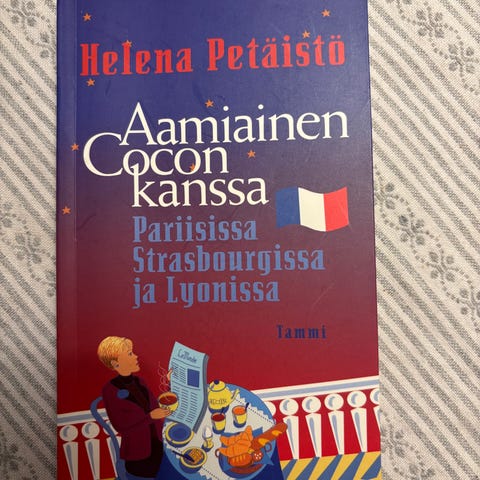 Helena Petäistö
Aamiainen
Cocon
kanssa
Pariisissa
Strasbourgissa
ja Lyonissa
Tammi